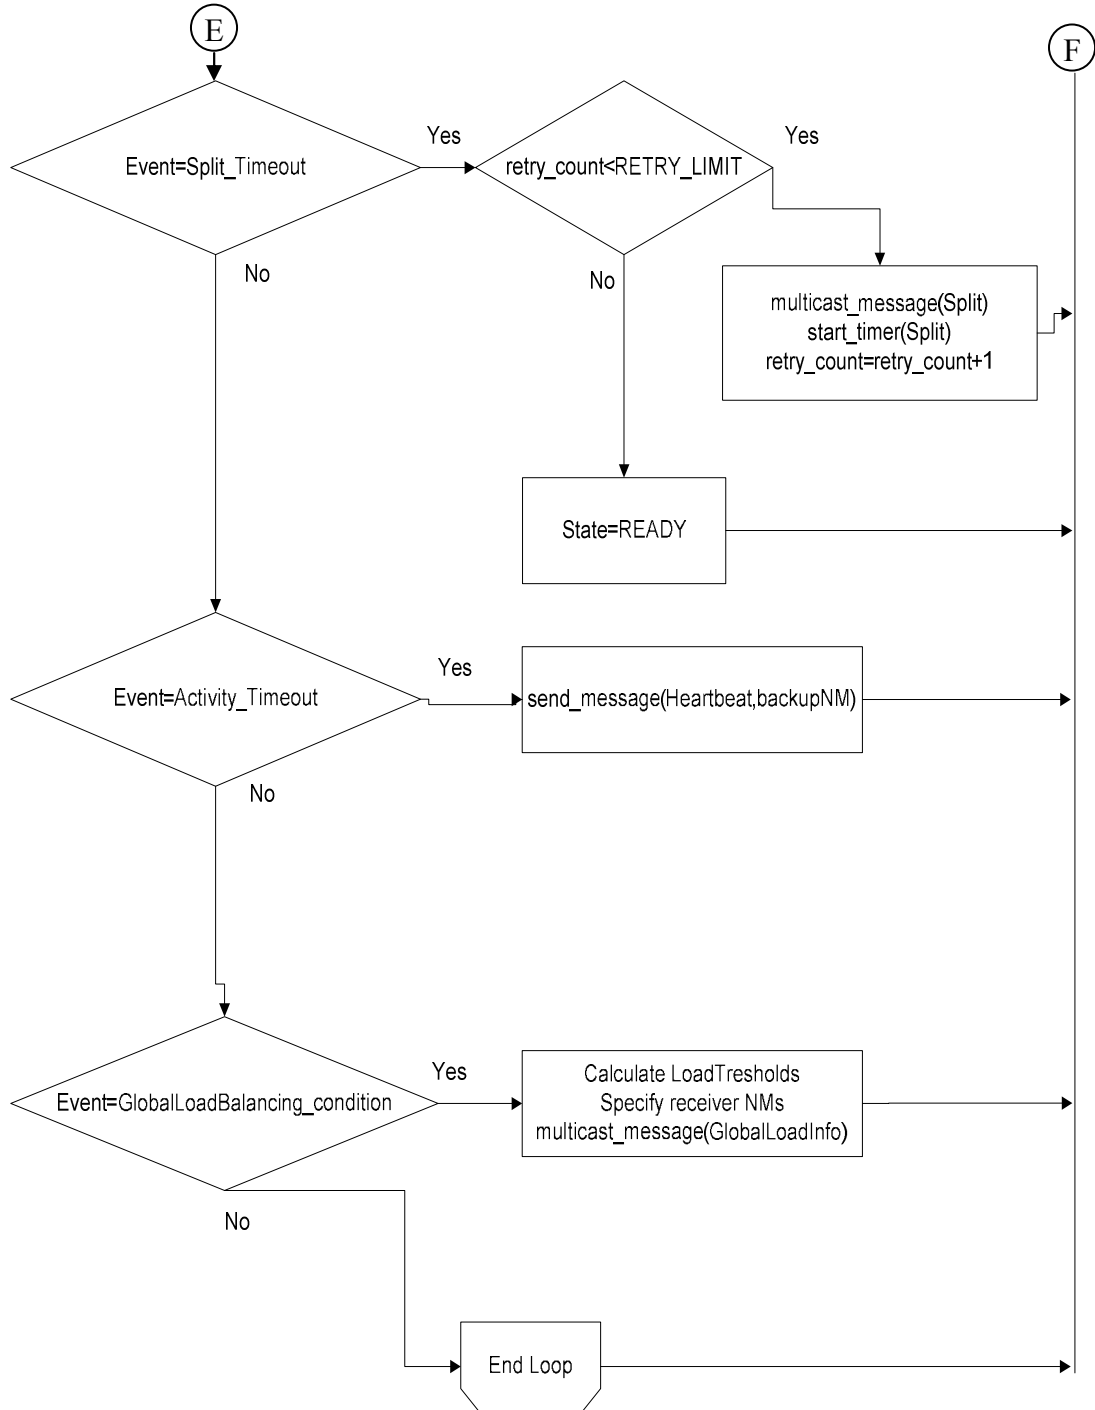 E
F
Event=Split_Timeout
Yes
retry_count<RETRY_LIMIT
Yes
No
No
multicast_message(Split)
start_timer(Split)
retry_count=retry_count+1
State=READY
Event=Activity_Timeout
Yes
send_message(Heartbeat,backupNM)
No
Event=GlobalLoadBalancing_condition
Yes
Calculate LoadTresholds
Specify receiver NMs
multicast_message(GlobalLoadInfo)
No
End Loop